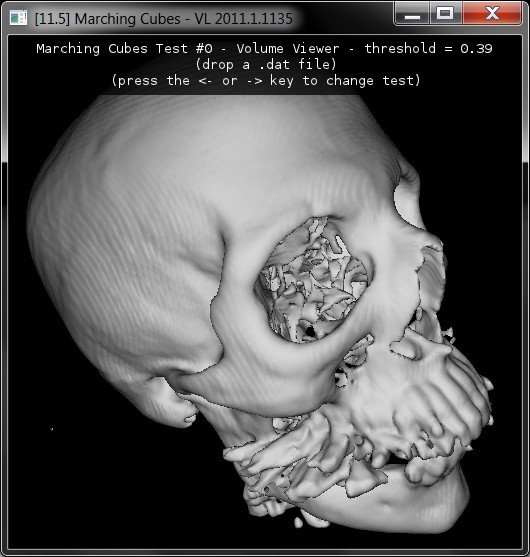 [11.5] Marching Cubes - VL 2011.1.1135
Marching Cubes Test #0 - Volume Viewer - threshold = 0.39
(drop a .dat file)
(press the <- or -> key to change test)